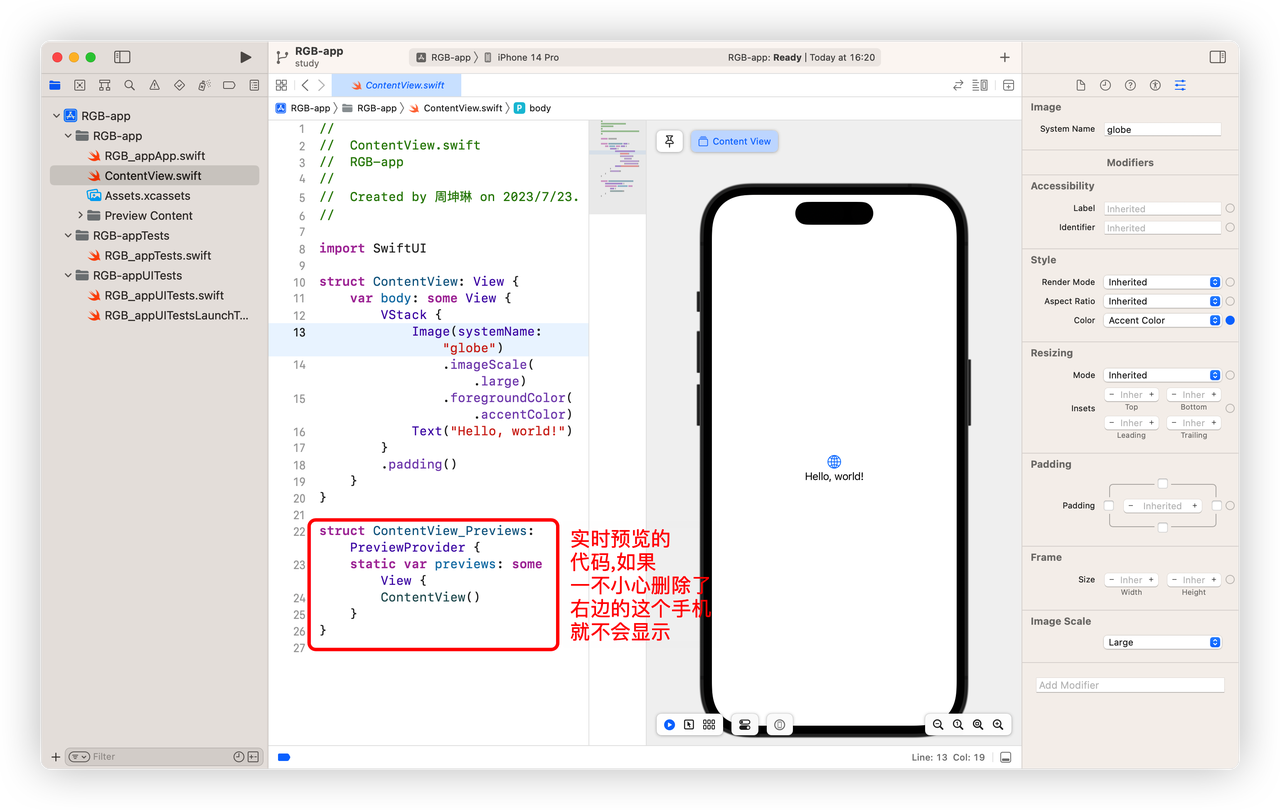 RGB-app
study
RGB-app 〉 iPhone 14 Pro
RGB-app: Ready | Today at 16:20
ContentView.swift
RGB-app 〉 RGB-app 〉 ContentView.swift 〉 P body
RGB-app
RGB-app
RGB_appApp.swift
ContentView.swift
Assets.xcassets
Preview Content
RGB-appTests
RGB_appTests.swift
RGB-appUITests
RGB_appUITests.swift
RGB_appUITestsLaunchT...
Filter
1 //
2 //  ContentView.swift
3 //  RGB-app
4 //
5 //  Created by 周坤琳 on 2023/7/23.
6 //
7
8 import SwiftUI
9
10 struct ContentView: View {
11     var body: some View {
12         VStack {
13             Image(systemName:
                "globe")
14                 .imageScale(
                    .large)
15                 .foregroundColor(
                    .accentColor)
16             Text("Hello, world!")
17         }
18         .padding()
19     }
20 }
21
22 struct ContentView_Previews:
    PreviewProvider {
23     static var previews: some
        View {
24         ContentView()
25     }
26 }
27
实时预览的
代码,如果
一不小心删除了
右边的这个手机
就不会显示
Content View
Hello, world!
Line: 13 Col: 19
Image
System Name globe
Modifiers
Accessibility
Label Inherited
Identifier Inherited
Style
Render Mode Inherited
Aspect Ratio Inherited
Color Accent Color
Resizing
Mode Inherited
Insets
− Inher + − Inher +
Top Bottom
− Inher + − Inher +
Leading Trailing
Padding
Padding − Inherited +
Frame
Size − Inher + − Inher +
Width Height
Image Scale
Large
Add Modifier